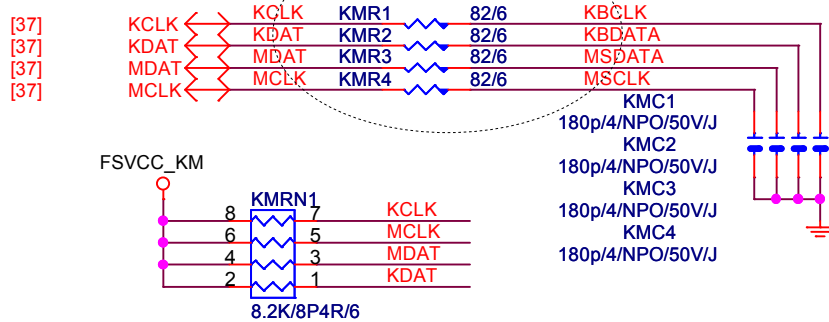 [37] KCLK KCLK KMR1 82/6 KBCLK
[37] KDAT KDAT KMR2 82/6 KBDATA
[37] MDAT MDAT KMR3 82/6 MSDATA
[37] MCLK MCLK KMR4 82/6 MSCLK
KMC1
180p/4/NPO/50V/J
KMC2
180p/4/NPO/50V/J
KMC3
180p/4/NPO/50V/J
KMC4
180p/4/NPO/50V/J
FSVCC_KM
KMRN1
8 7 KCLK
6 5 MCLK
4 3 MDAT
2 1 KDAT
8.2K/8P4R/6